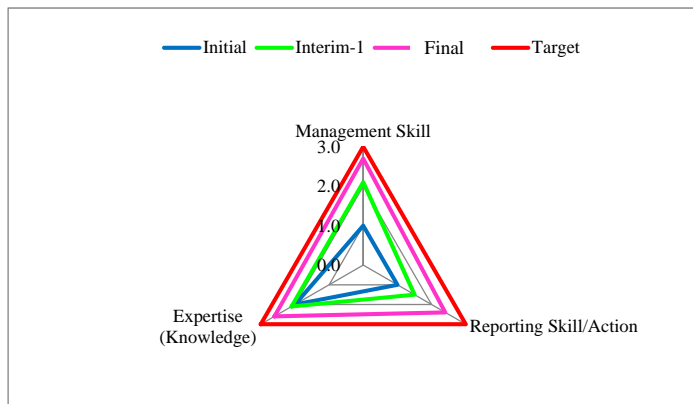 Initial Interim-1 Final Target
Management Skill
3.0
2.0
1.0
0.0
Expertise
(Knowledge)
Reporting Skill/Action